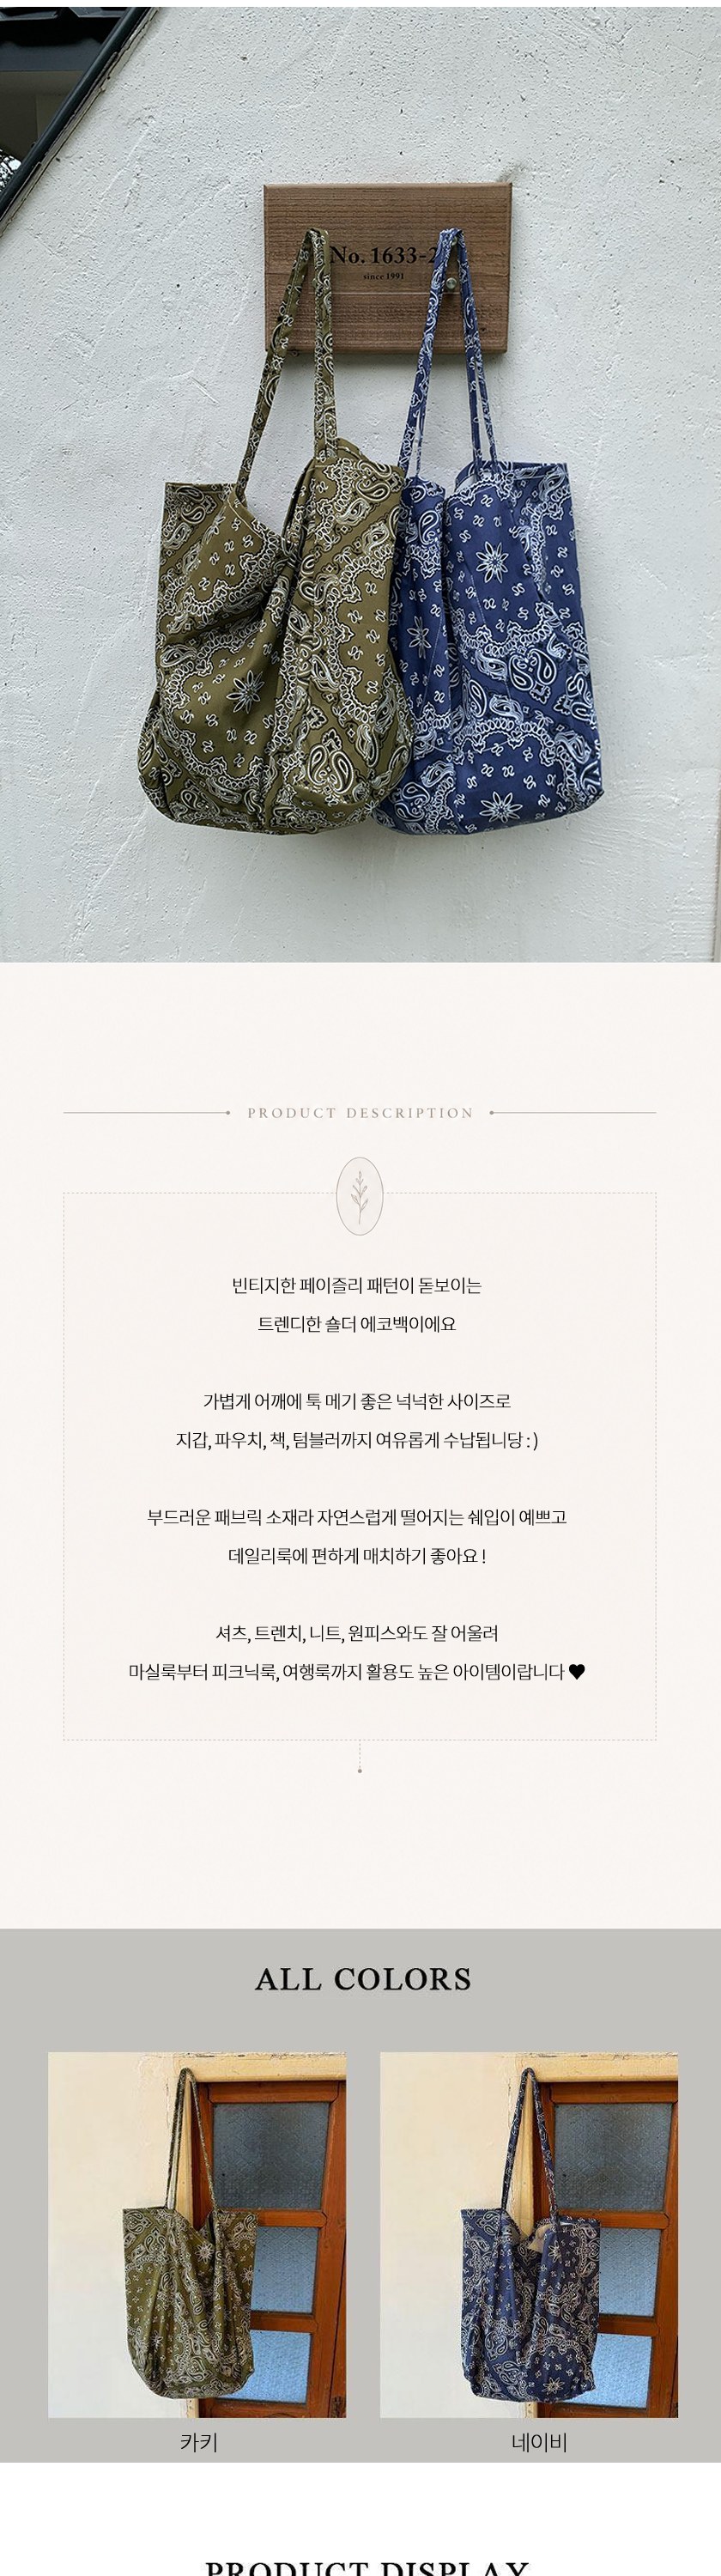 No. 1633-2
since 1991
PRODUCT DESCRIPTION
빈티지한 페이즐리 패턴이 돋보이는
트렌디한 숄더 에코백이에요
가볍게 어깨에 툭 메기 좋은 넉넉한 사이즈로
지갑, 파우치, 책, 텀블러까지 여유롭게 수납됩니당 : )
부드러운 패브릭 소재라 자연스럽게 떨어지는 쉐입이 예쁘고
데일리룩에 편하게 매치하기 좋아요 !
셔츠, 트렌치, 니트, 원피스와도 잘 어울려
마실룩부터 피크닉룩, 여행룩까지 활용도 높은 아이템이랍니다 ♥
ALL COLORS
카키
네이비
PRODUCT DISPLAY